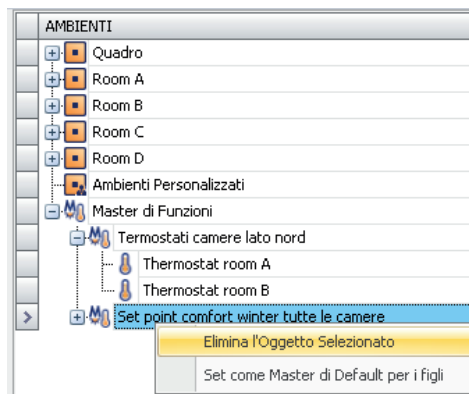 AMBIENTI
Quadro
Room A
Room B
Room C
Room D
Ambienti Personalizzati
Master di Funzioni
Termostati camere lato nord
Thermostat room A
Thermostat room B
Set point comfort winter tutte le camere
Elimina l'Oggetto Selezionato
Set come Master di Default per i figli